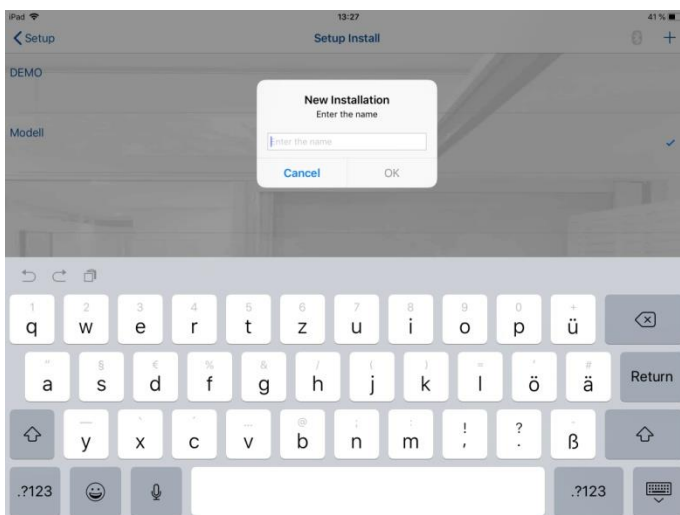 iPad 13:27 41 %
Setup Setup Install +
DEMO
New Installation
Enter the name
Modell
Enter the name
Cancel OK
1 2 3 4 5 6 7 8 9 0 +
q w e r t z u i o p ü
" § € % & / ( ) = ' #
a s d f g h j k l ö ä Return
— ` ' ... @ ; : ! ? -
y x c v b n m , . ß
.?123 .?123